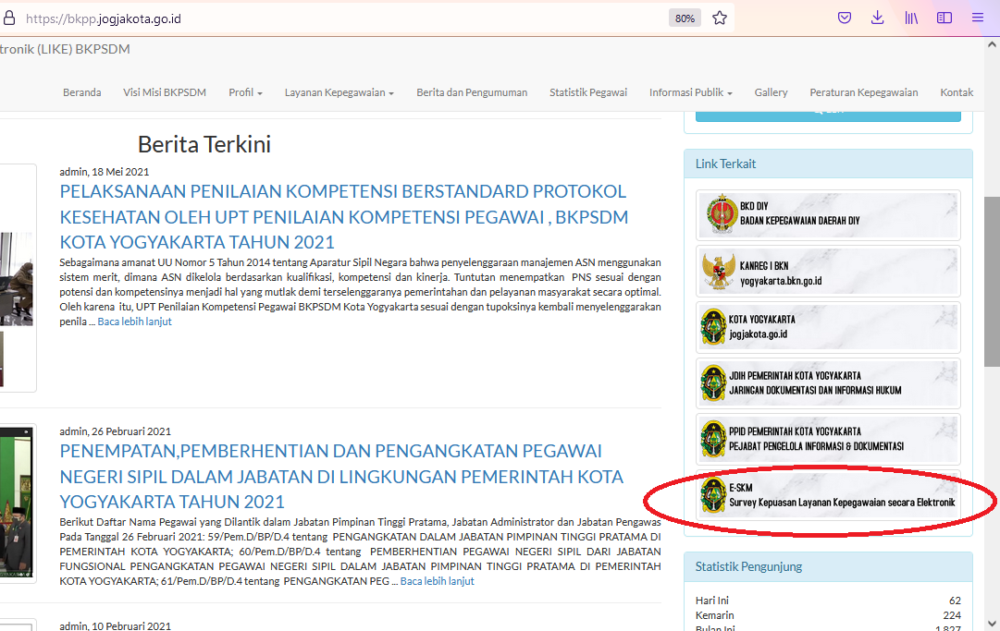 https://bkpp.jogjakota.go.id
80%
tronik (LIKE) BKPSDM
Beranda
Visi Misi BKPSDM
Profil
Layanan Kepegawaian
Berita dan Pengumuman
Statistik Pegawai
Informasi Publik
Gallery
Peraturan Kepegawaian
Kontak
Berita Terkini
admin, 18 Mei 2021
PELAKSANAAN PENILAIAN KOMPETENSI BERSTANDARD PROTOKOL
KESEHATAN OLEH UPT PENILAIAN KOMPETENSI PEGAWAI , BKPSDM
KOTA YOGYAKARTA TAHUN 2021
Sebagaimana amanat UU Nomor 5 Tahun 2014 tentang Aparatur Sipil Negara bahwa penyelenggaraan manajemen ASN menggunakan
sistem merit, dimana ASN dikelola berdasarkan kualifikasi, kompetensi dan kinerja. Tuntutan menempatkan PNS sesuai dengan
potensi dan kompetensinya menjadi hal yang mutlak demi terselenggaranya pemerintahan dan pelayanan masyarakat secara optimal.
Oleh karena itu, UPT Penilaian Kompetensi Pegawai BKPSDM Kota Yogyakarta sesuai dengan tupoksinya kembali menyelenggarakan
penila ... Baca lebih lanjut
admin, 26 Pebruari 2021
PENEMPATAN,PEMBERHENTIAN DAN PENGANGKATAN PEGAWAI
NEGERI SIPIL DALAM JABATAN DI LINGKUNGAN PEMERINTAH KOTA
YOGYAKARTA TAHUN 2021
Berikut Daftar Nama Pegawai yang Dilantik dalam Jabatan Pimpinan Tinggi Pratama, Jabatan Administrator dan Jabatan Pengawas
Pada Tanggal 26 Februari 2021: 59/Pem.D/BP/D.4 tentang PENGANGKATAN DALAM JABATAN PIMPINAN TINGGI PRATAMA DI
PEMERINTAH KOTA YOGYAKARTA; 60/Pem.D/BP/D.4 tentang PEMBERHENTIAN PEGAWAI NEGERI SIPIL DARI JABATAN
FUNGSIONAL PENGANGKATAN PEGAWAI NEGERI SIPIL DALAM JABATAN PIMPINAN TINGGI PRATAMA DI PEMERINTAH
KOTA YOGYAKARTA; 61/Pem.D/BP/D.4 tentang PENGANGKATAN PEG ... Baca lebih lanjut
admin, 10 Pebruari 2021
Link Terkait
BKD DIY
BADAN KEPEGAWAIAN DAERAH DIY
KANREG I BKN
yogyakarta.bkn.go.id
KOTA YOGYAKARTA
jogjakota.go.id
JDIH PEMERINTAH KOTA YOGYAKARTA
JARINGAN DOKUMENTASI DAN INFORMASI HUKUM
PPID PEMERINTAH KOTA YOGYAKARTA
PEJABAT PENGELOLA INFORMASI & DOKUMENTASI
E-SKM
Survey Kepuasan Layanan Kepegawaian secara Elektronik
Statistik Pengunjung
Hari Ini 62
Kemarin 224
Bulan Ini 1,827